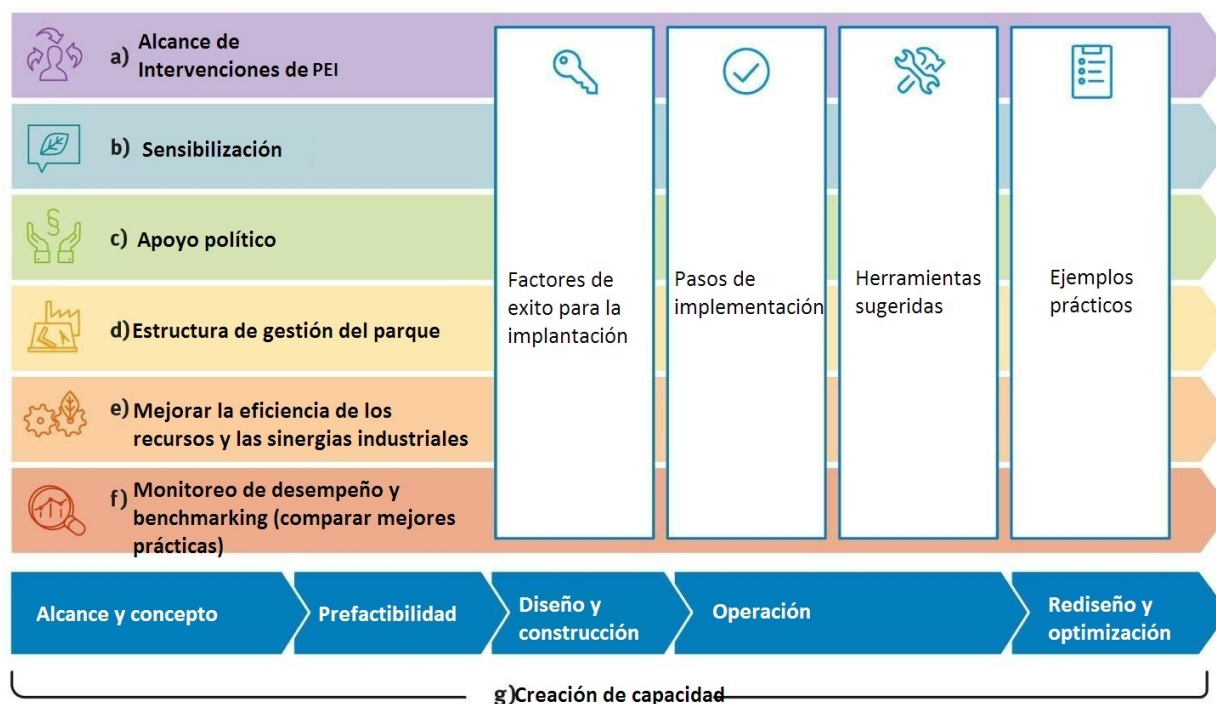 a) Alcance de
Intervenciones de PEI
b) Sensibilización
c) Apoyo político
d) Estructura de gestión del parque
e) Mejorar la eficiencia de los
recursos y las sinergias industriales
f) Monitoreo de desempeño y
benchmarking (comparar mejores
prácticas)
Factores de
exito para la
implantación
Pasos de
implementación
Herramientas
sugeridas
Ejemplos
prácticos
Alcance y concepto
Prefactibilidad
Diseño y
construcción
Operación
Rediseño y
optimización
g) Creación de capacidad